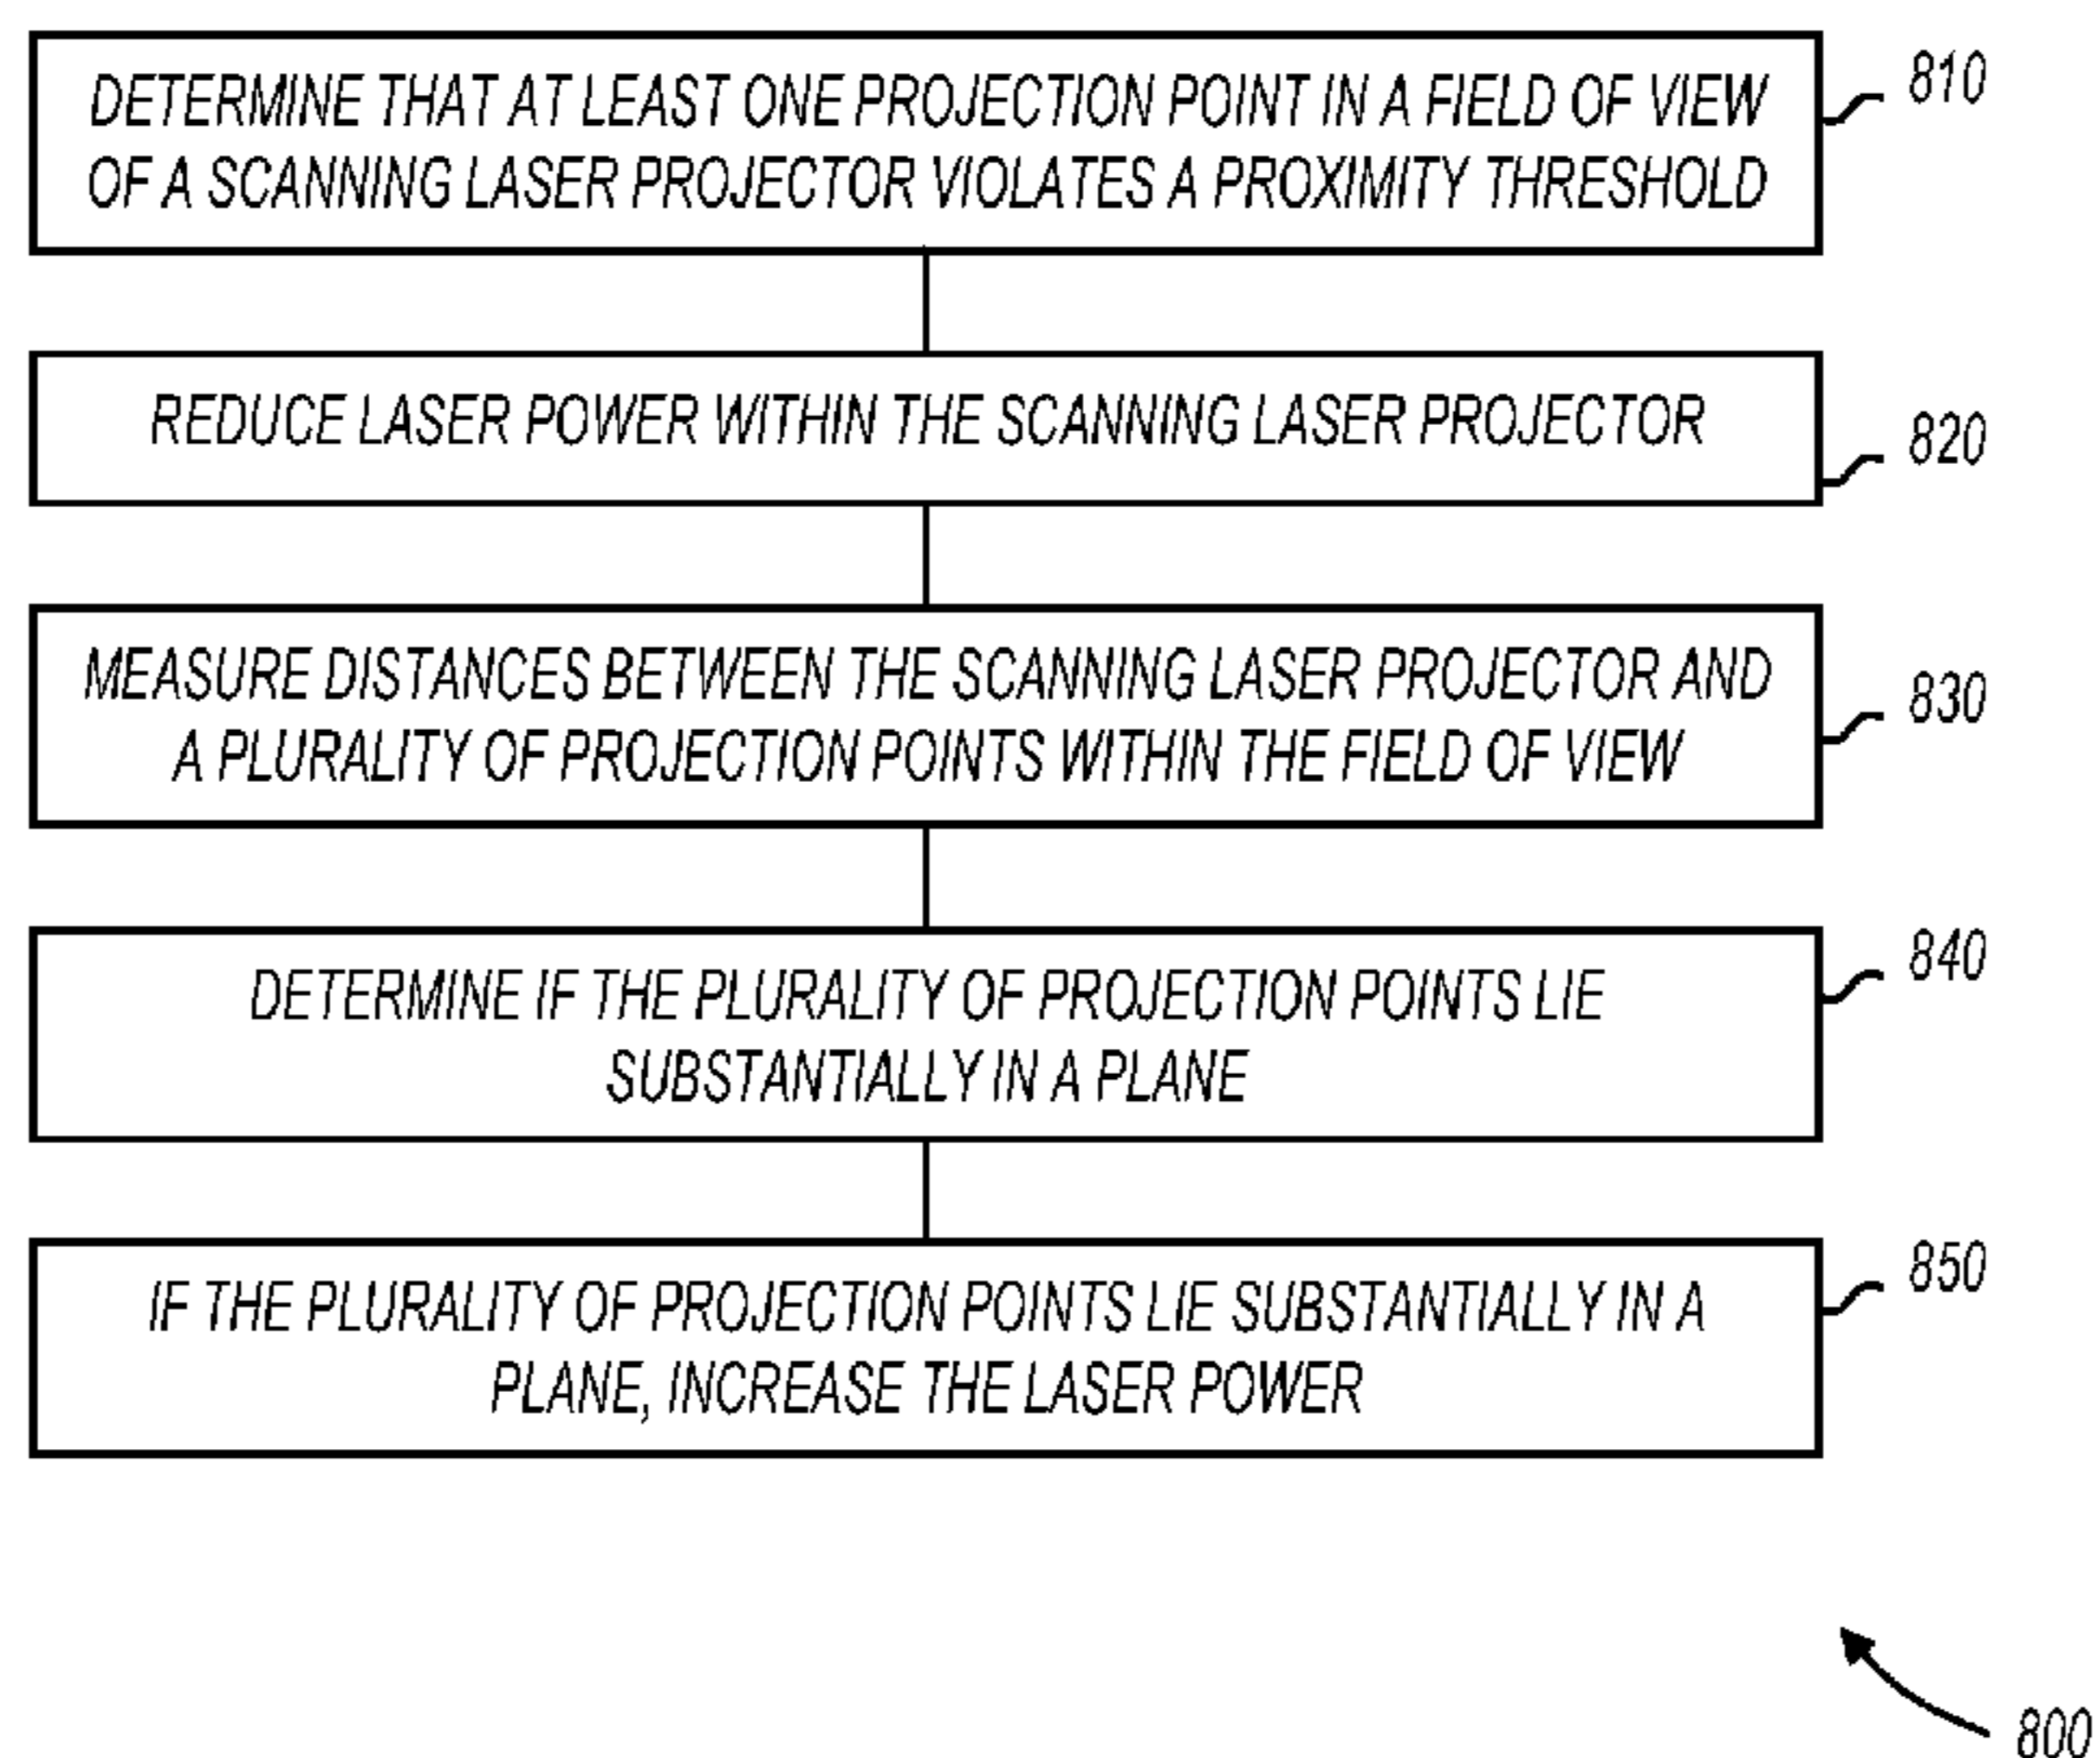 DETERMINE THAT AT LEAST ONE PROJECTION POINT IN A FIELD OF VIEW
OF A SCANNING LASER PROJECTOR VIOLATES A PROXIMITY THRESHOLD
810
REDUCE LASER POWER WITHIN THE SCANNING LASER PROJECTOR
820
MEASURE DISTANCES BETWEEN THE SCANNING LASER PROJECTOR AND
A PLURALITY OF PROJECTION POINTS WITHIN THE FIELD OF VIEW
830
DETERMINE IF THE PLURALITY OF PROJECTION POINTS LIE
SUBSTANTIALLY IN A PLANE
840
IF THE PLURALITY OF PROJECTION POINTS LIE SUBSTANTIALLY IN A
PLANE, INCREASE THE LASER POWER
850
800